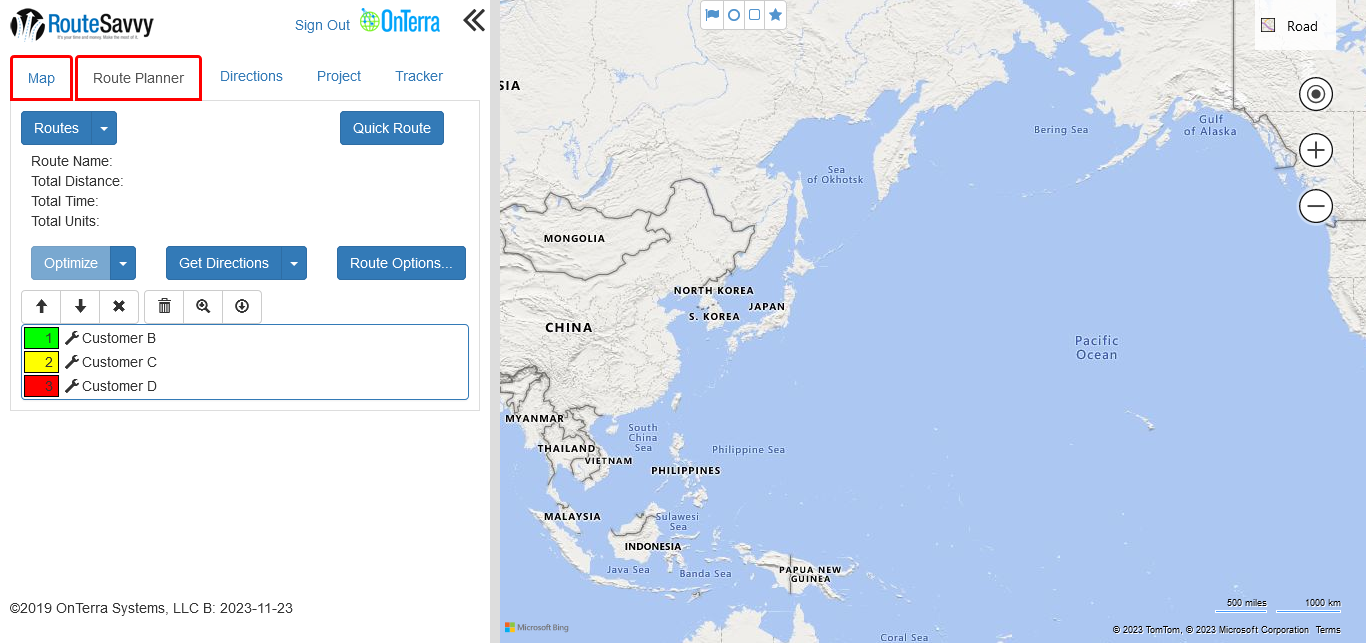 RouteSavvy
It's your time and money. Make the most of it.
Sign Out
OnTerra
Map
Route Planner
Directions
Project
Tracker
Routes
Quick Route
Route Name:
Total Distance:
Total Time:
Total Units:
Optimize
Get Directions
Route Options...
1 Customer B
2 Customer C
3 Customer D
©2019 OnTerra Systems, LLC B: 2023-11-23
Road
SIA
Bering Sea
Gulf
of Alaska
Sea
of Okhotsk
MONGOLIA
NORTH KOREA
JAPAN
S. KOREA
CHINA
Pacific
Ocean
MYANMAR
South
China
Sea
THAILAND
VIETNAM
Philippine Sea
PHILIPPINES
MALAYSIA
Sulawesi
Sea
INDONESIA
Java Sea
Banda Sea
PAPUA NEW
GUINEA
Coral Sea
500 miles
1000 km
Microsoft Bing
© 2023 TomTom, © 2023 Microsoft Corporation Terms